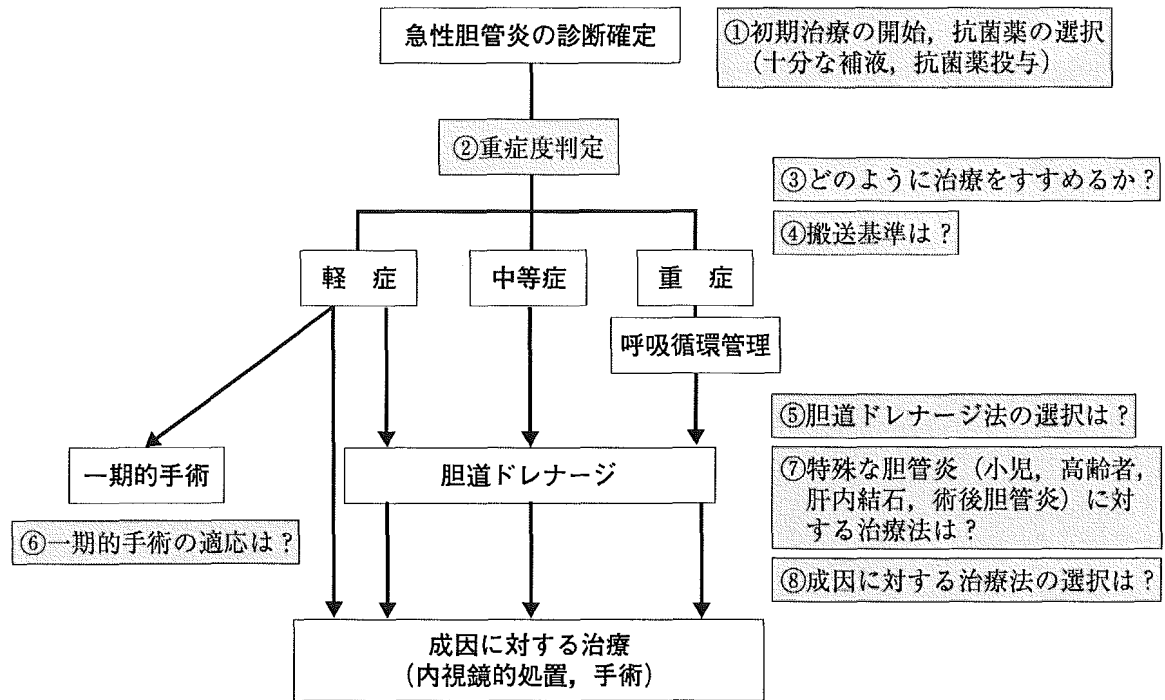 急性胆管炎の診断確定
①初期治療の開始，抗菌薬の選択
（十分な補液，抗菌薬投与）
②重症度判定
③どのように治療をすすめるか？
④搬送基準は？
軽　症
中等症
重　症
呼吸循環管理
⑤胆道ドレナージ法の選択は？
一期的手術
胆道ドレナージ
⑦特殊な胆管炎（小児，高齢者，
肝内結石，術後胆管炎）に対
する治療法は？
⑥一期的手術の適応は？
⑧成因に対する治療法の選択は？
成因に対する治療
（内視鏡的処置，手術）